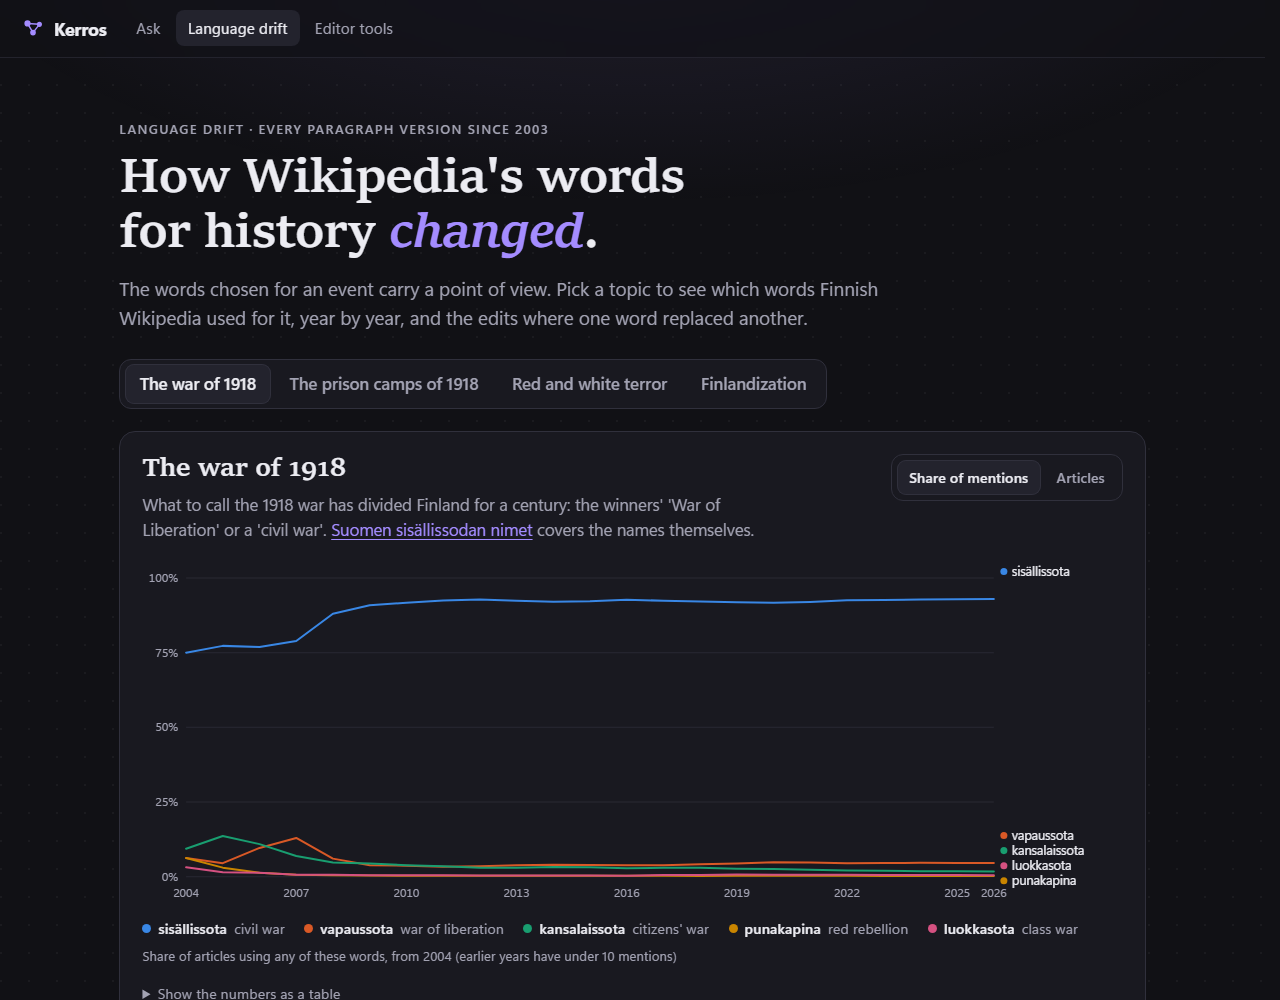 Kerros Ask Language drift Editor tools
LANGUAGE DRIFT · EVERY PARAGRAPH VERSION SINCE 2003
How Wikipedia's words
for history changed.
The words chosen for an event carry a point of view. Pick a topic to see which words Finnish
Wikipedia used for it, year by year, and the edits where one word replaced another.
The war of 1918 The prison camps of 1918 Red and white terror Finlandization
The war of 1918
Share of mentions Articles
What to call the 1918 war has divided Finland for a century: the winners' 'War of
Liberation' or a 'civil war'. Suomen sisällissodan nimet covers the names themselves.
sisällissota
100%
75%
50%
25%
vapaussota
kansalaissota
luokkasota
0%
punakapina
2004 2007 2010 2013 2016 2019 2022 2025 2026
sisällissota civil war vapaussota war of liberation kansalaissota citizens' war punakapina red rebellion luokkasota class war
Share of articles using any of these words, from 2004 (earlier years have under 10 mentions)
Show the numbers as a table